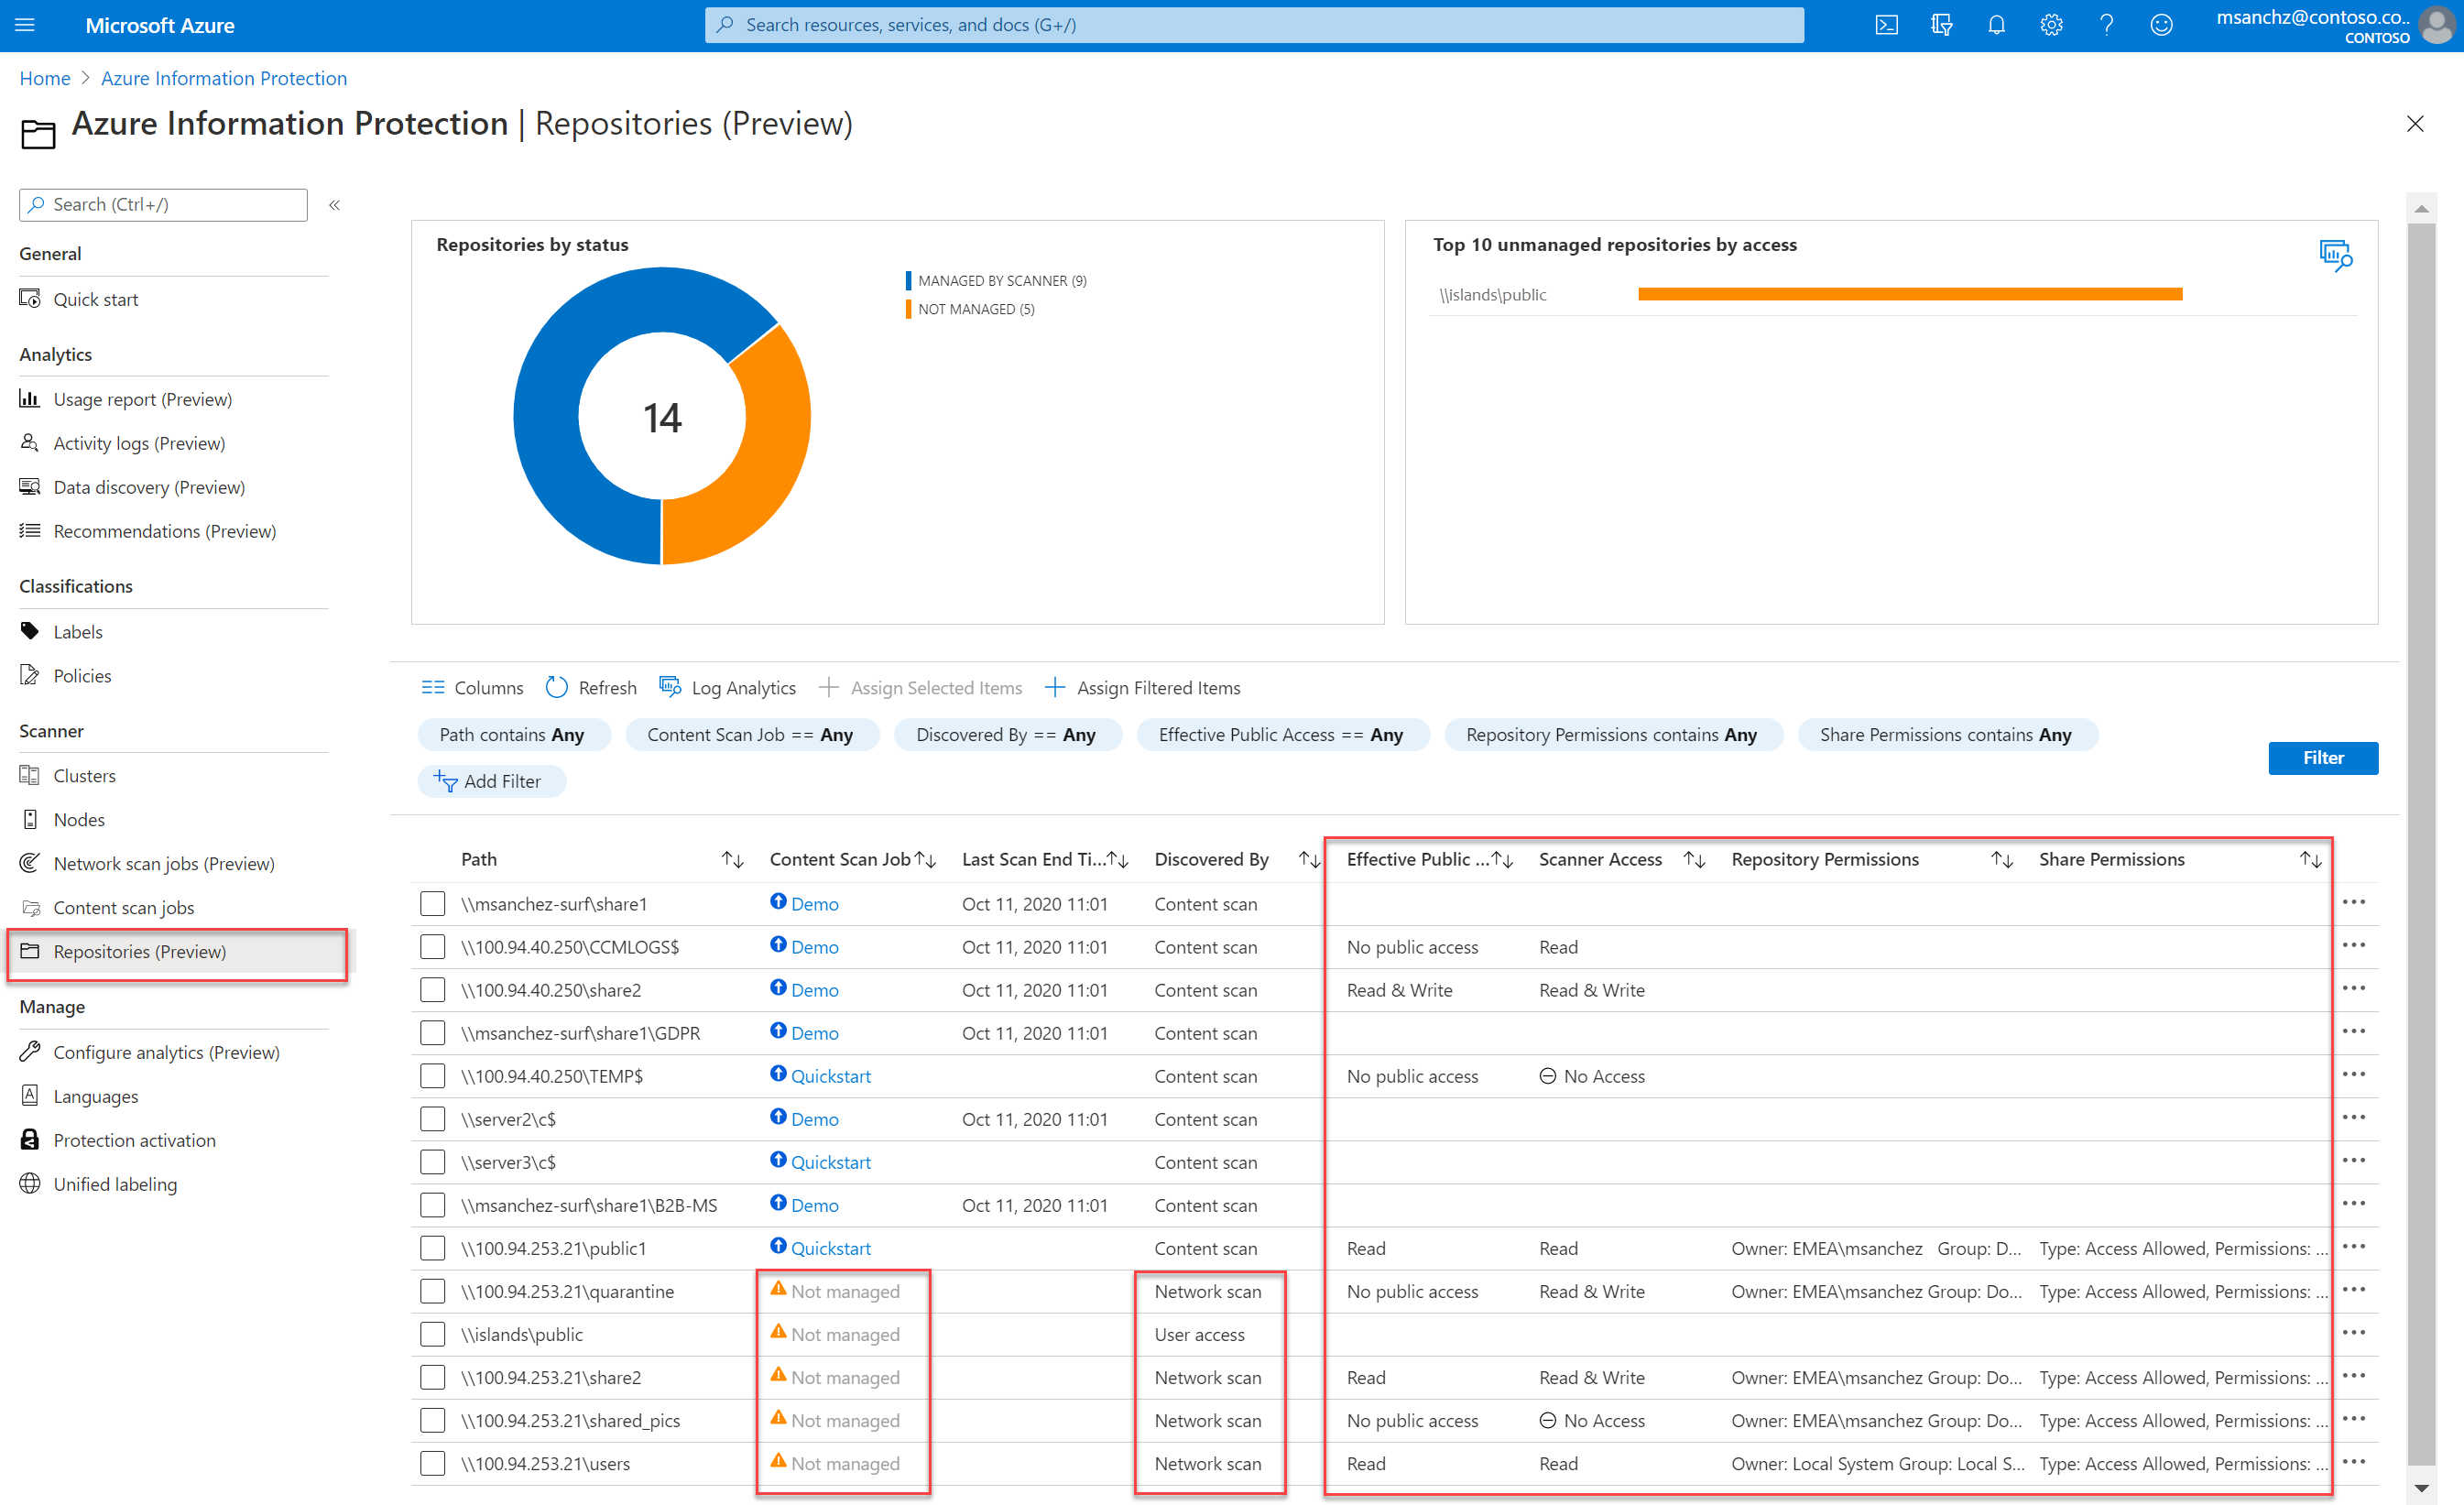 Microsoft Azure
Search resources, services, and docs (G+/)
msanchz@contoso.co..
CONTOSO
Home > Azure Information Protection
Azure Information Protection | Repositories (Preview)
Search (Ctrl+/)
«
General
Quick start
Analytics
Usage report (Preview)
Activity logs (Preview)
Data discovery (Preview)
Recommendations (Preview)
Classifications
Labels
Policies
Scanner
Clusters
Nodes
Network scan jobs (Preview)
Content scan jobs
Repositories (Preview)
Manage
Configure analytics (Preview)
Languages
Protection activation
Unified labeling
Repositories by status
14
MANAGED BY SCANNER (9)
NOT MANAGED (5)
Top 10 unmanaged repositories by access
\\islands\public
Columns Refresh Log Analytics Assign Selected Items Assign Filtered Items
Path contains Any Content Scan Job == Any Discovered By == Any Effective Public Access == Any Repository Permissions contains Any Share Permissions contains Any
Add Filter
Filter
Path Content Scan Job Last Scan End Ti... Discovered By Effective Public ... Scanner Access Repository Permissions Share Permissions
\\msanchez-surf\share1 Demo Oct 11, 2020 11:01 Content scan
\\100.94.40.250\CCMLOGS$ Demo Oct 11, 2020 11:01 Content scan No public access Read
\\100.94.40.250\share2 Demo Oct 11, 2020 11:01 Content scan Read & Write Read & Write
\\msanchez-surf\share1\GDPR Demo Oct 11, 2020 11:01 Content scan
\\100.94.40.250\TEMP$ Quickstart Content scan No public access No Access
\\server2\c$ Demo Oct 11, 2020 11:01 Content scan
\\server3\c$ Quickstart Content scan
\\msanchez-surf\share1\B2B-MS Demo Oct 11, 2020 11:01 Content scan
\\100.94.253.21\public1 Quickstart Content scan Read Read Owner: EMEA\msanchez Group: D... Type: Access Allowed, Permissions: ...
\\100.94.253.21\quarantine Not managed Network scan No public access Read & Write Owner: EMEA\msanchez Group: Do... Type: Access Allowed, Permissions: ...
\\islands\public Not managed User access
\\100.94.253.21\share2 Not managed Network scan Read Read & Write Owner: EMEA\msanchez Group: Do... Type: Access Allowed, Permissions: ...
\\100.94.253.21\shared_pics Not managed Network scan No public access No Access Owner: EMEA\msanchez Group: Do... Type: Access Allowed, Permissions: ...
\\100.94.253.21\users Not managed Network scan Read Read Owner: Local System Group: Local S... Type: Access Allowed, Permissions: ...